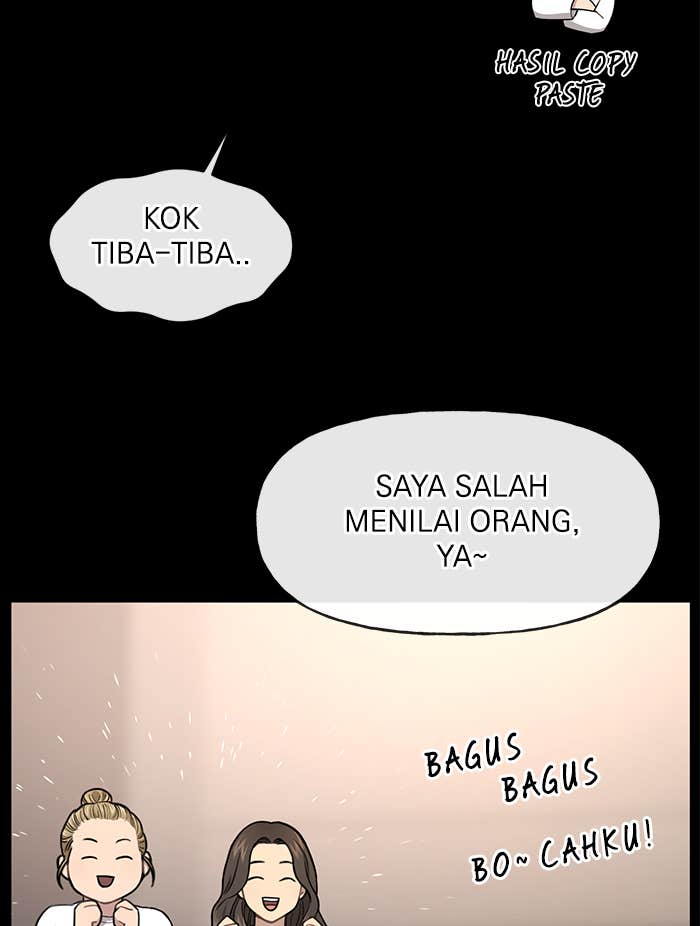 HASIL COPY
PASTE
KOK
TIBA-TIBA..
SAYA SALAH
MENILAI ORANG,
YA~
BAGUS
BAGUS
BO~CAHKU!